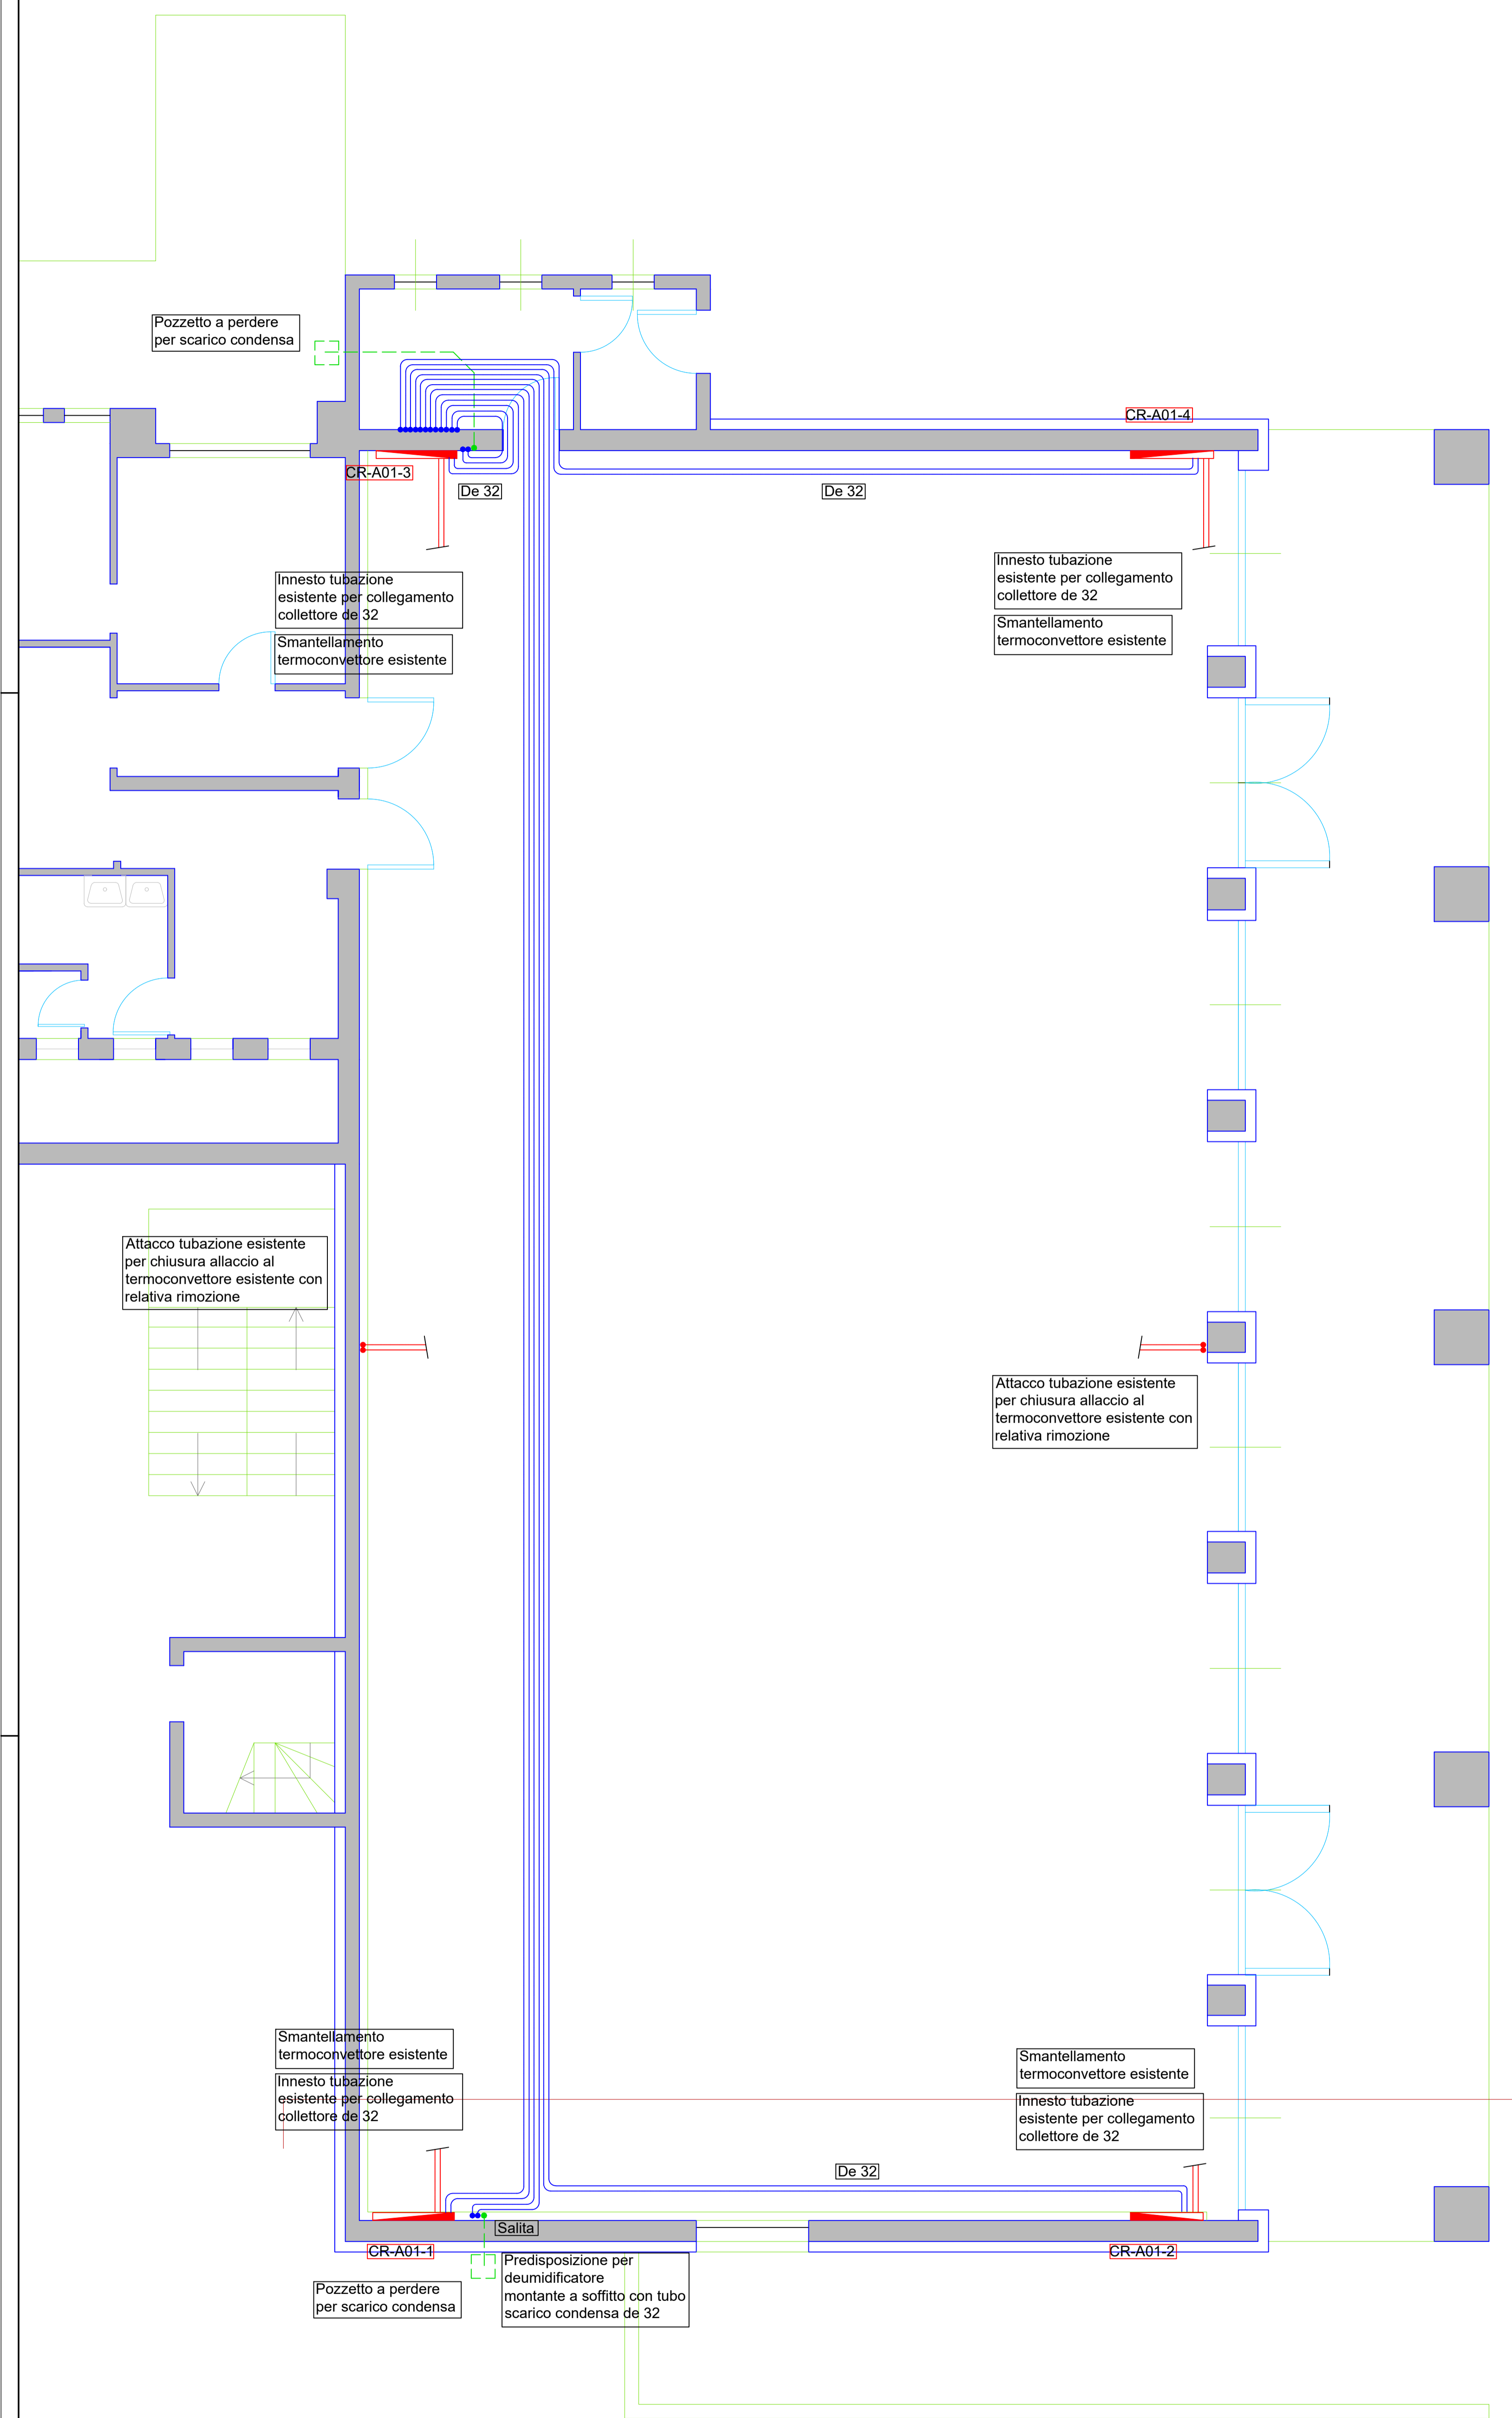 Pozzetto a perdere
per scarico condensa
CR-A01-4
CR-A01-3
De 32
De 32
Innesto tubazione
esistente per collegamento
collettore de 32
Smantellamento
termoconvettore esistente
Innesto tubazione
esistente per collegamento
collettore de 32
Smantellamento
termoconvettore esistente
Attacco tubazione esistente
per chiusura allaccio al
termoconvettore esistente con
relativa rimozione
Attacco tubazione esistente
per chiusura allaccio al
termoconvettore esistente con
relativa rimozione
Smantellamento
termoconvettore esistente
Innesto tubazione
esistente per collegamento
collettore de 32
Smantellamento
termoconvettore esistente
Innesto tubazione
esistente per collegamento
collettore de 32
De 32
Salita
CR-A01-1
CR-A01-2
Pozzetto a perdere
per scarico condensa
Predisposizione per
deumidificatore
montante a soffitto con tubo
scarico condensa de 32